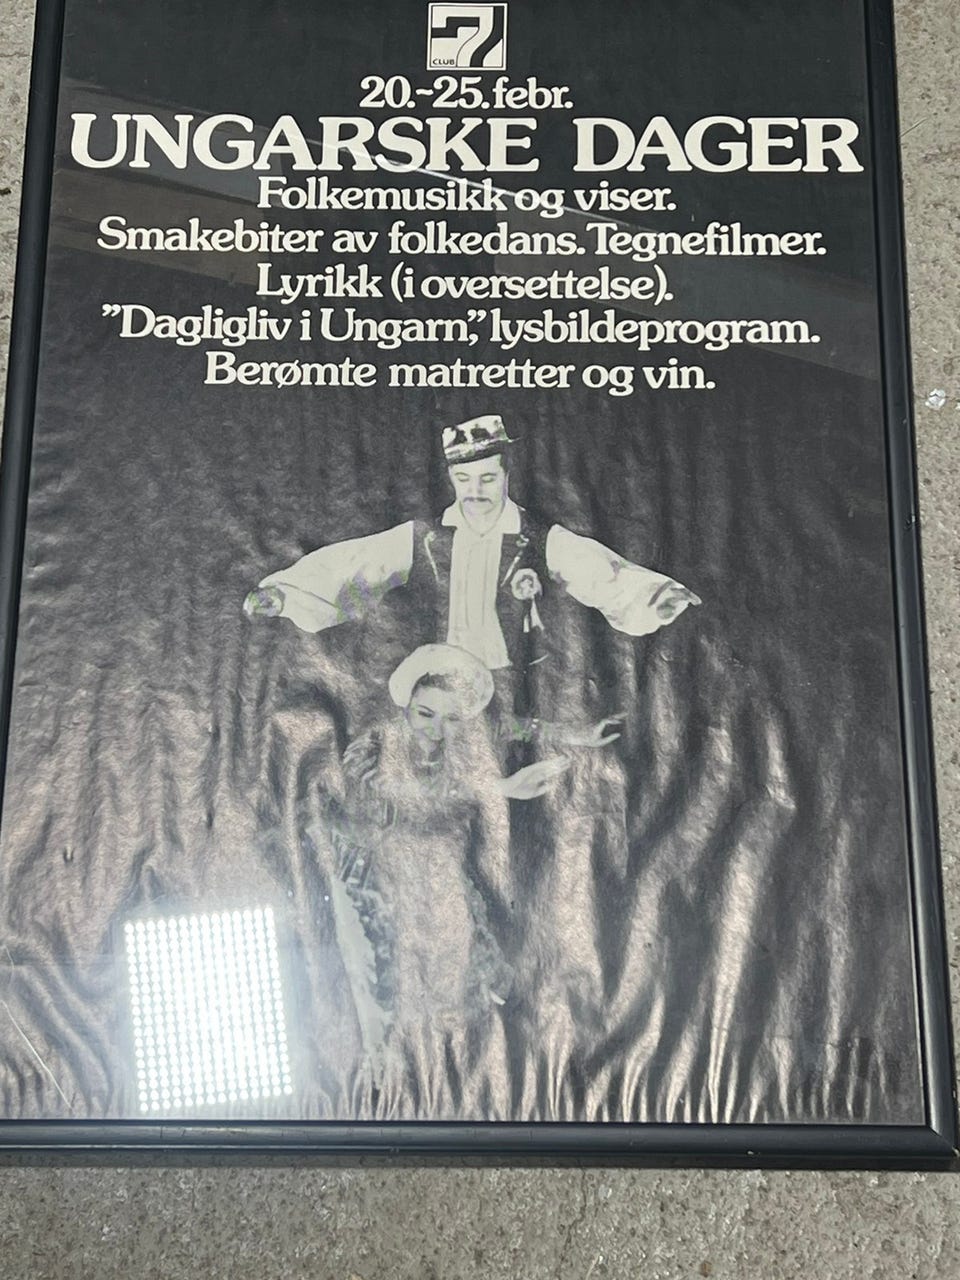 7
CLUB
20.-25.febr.
UNGARSKE DAGER
Folkemusikk og viser.
Smakebiter av folkedans. Tegnefilmer.
Lyrikk (i oversettelse).
”Dagligliv i Ungarn,” lysbildeprogram.
Berømte matretter og vin.